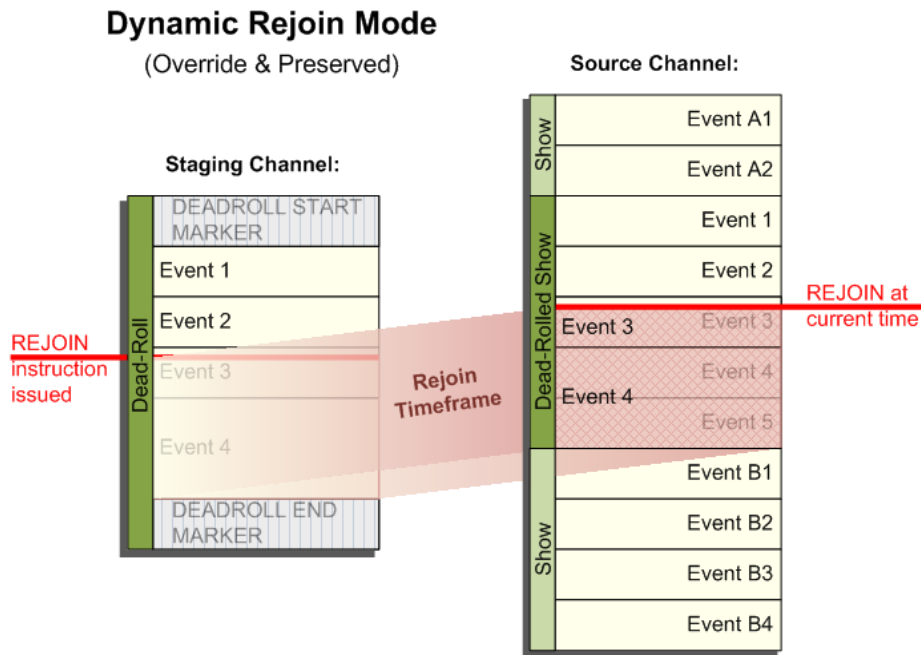 Dynamic Rejoin Mode
(Override & Preserved)
Staging Channel:
Dead-Roll
DEADROLL START
MARKER
Event 1
Event 2
Event 3
Event 4
DEADROLL END
MARKER
REJOIN
instruction
issued
Rejoin
Timeframe
Source Channel:
Show
Event A1
Event A2
Dead-Rolled Show
Event 1
Event 2
Event 3
Event 3
Event 4
Event 4
Event 5
REJOIN at
current time
Show
Event B1
Event B2
Event B3
Event B4